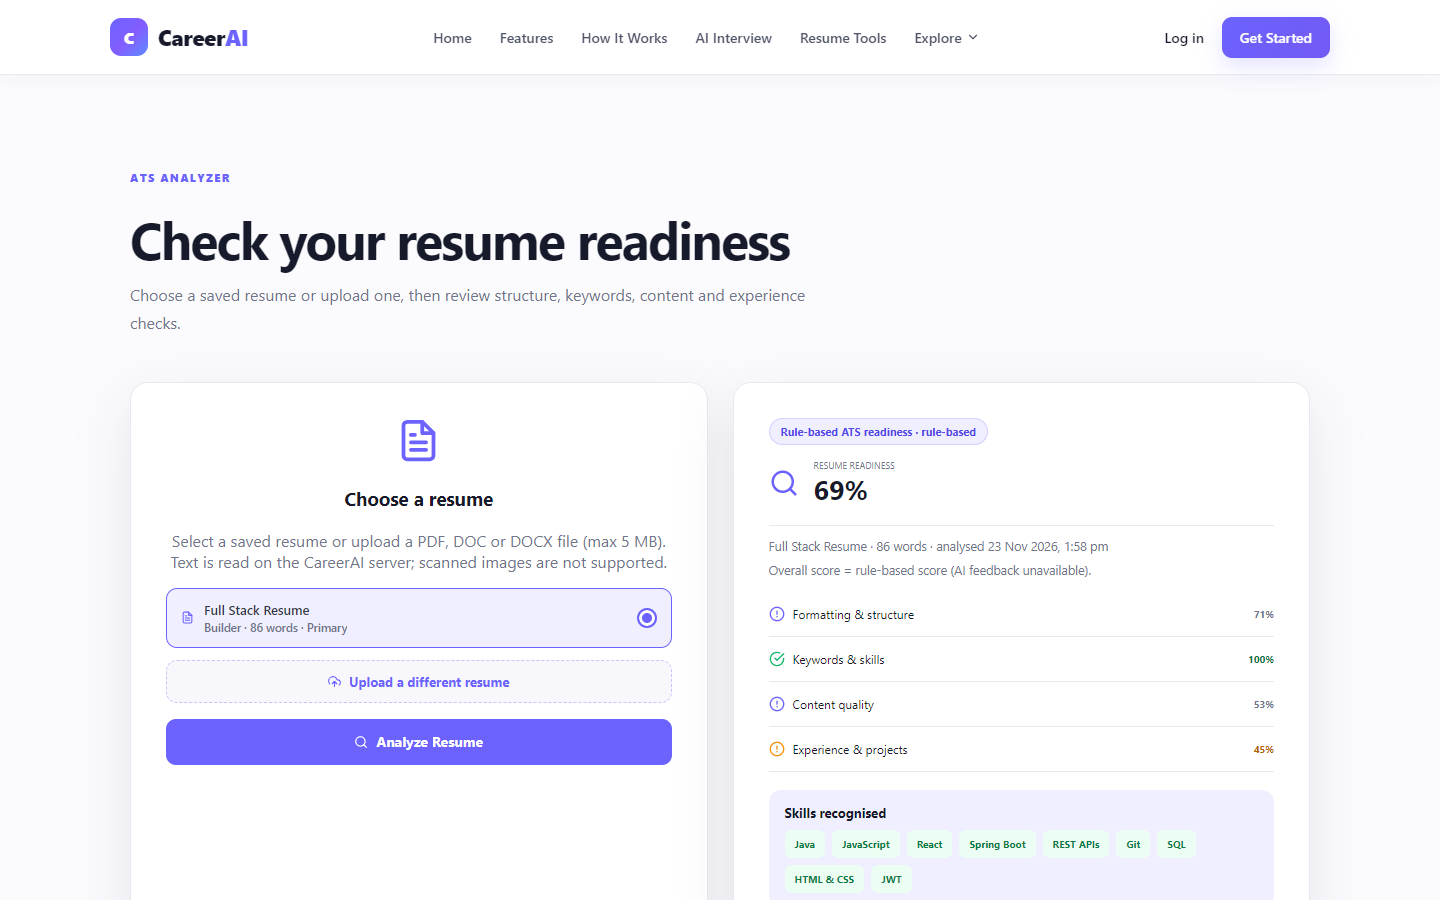 C CareerAI
Home Features How It Works AI Interview Resume Tools Explore
Log in Get Started
ATS ANALYZER
Check your resume readiness
Choose a saved resume or upload one, then review structure, keywords, content and experience
checks.
Choose a resume
Select a saved resume or upload a PDF, DOC or DOCX file (max 5 MB).
Text is read on the CareerAI server; scanned images are not supported.
Full Stack Resume
Builder · 86 words · Primary
Upload a different resume
Analyze Resume
Rule-based ATS readiness · rule-based
RESUME READINESS
69%
Full Stack Resume · 86 words · analysed 23 Nov 2026, 1:58 pm
Overall score = rule-based score (AI feedback unavailable).
Formatting & structure 71%
Keywords & skills 100%
Content quality 53%
Experience & projects 45%
Skills recognised
Java JavaScript React Spring Boot REST APIs Git SQL
HTML & CSS JWT